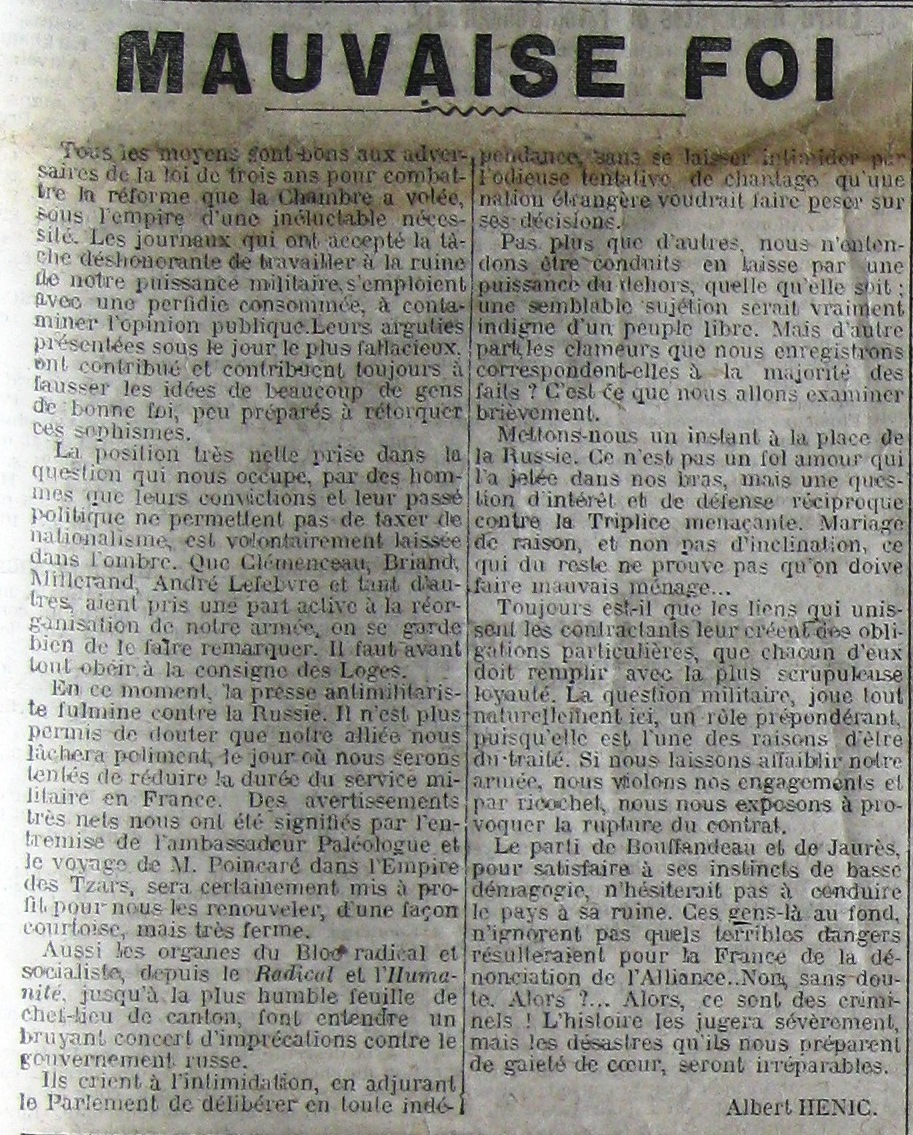 MAUVAISE FOI
Tous les moyens sont bons aux adver-
saires de la loi de trois ans pour combat-
tre la réforme que la Chambre a votée,
sous l'empire d'une inéluctable néces-
sité. Les journaux qui ont accepté la tâ-
che déshonorante de travailler à la ruine
de notre puissance militaire, s'emploient
avec une perfidie consommée, à conta-
miner l'opinion publique. Leurs arguties
présentées sous le jour le plus fallacieux,
ont contribué et contribuent toujours à
fausser les idées de beaucoup de gens
de bonne foi, peu préparés à rétorquer
ces sophismes.
La position très nette prise dans la
question qui nous occupe, par des hom-
mes que leurs convictions et leur passé
politique ne permettent pas de taxer de
nationalisme, est volontairement laissée
dans l'ombre. Que Clémenceau, Briand,
Millerand, André Lefebvre et tant d'au-
tres, aient pris une part active à la réor-
ganisation de notre armée, on se garde
bien de le faire remarquer. Il faut avant
tout obéir à la consigne des Loges.
En ce moment, la presse antimilitaris-
te fulmine contre la Russie. Il n'est plus
permis de douter que notre alliée nous
lâchera poliment, le jour où nous serons
tentés de réduire la durée du service mi-
litaire en France. Des avertissements
très nets nous ont été signifiés par l'en-
tremise de l'ambassadeur Paléologue et
le voyage de M. Poincaré dans l'Empire
des Tzars, sera certainement mis à pro-
fit pour nous les renouveler, d'une façon
courtoise, mais très ferme.
Aussi les organes du Bloc radical et
socialiste, depuis le Radical et l'Huma-
nité, jusqu'à la plus humble feuille de
chef-lieu de canton, font entendre un
bruyant concert d'imprécations contre le
gouvernement russe.
Ils crient à l'intimidation, en adjurant
le Parlement de délibérer en toute indé-
pendance, sans se laisser intimider par
l'odieuse tentative de chantage qu'une
nation étrangère voudrait faire peser sur
ses décisions.
Pas plus que d'autres, nous n'enten-
dons être conduits en laisse par une
puissance du dehors, quelle qu'elle soit ;
une semblable sujétion serait vraiment
indigne d'un peuple libre. Mais d'autre
part, les clameurs que nous enregistrons
correspondent-elles à la majorité des
faits ? C'est ce que nous allons examiner
brièvement.
Mettons-nous un instant à la place de
la Russie. Ce n'est pas un fol amour qui
l'a jetée dans nos bras, mais une ques-
tion d'intérêt et de défense réciproque
contre la Triplice menaçante. Mariage
de raison, et non pas d'inclination, ce
qui du reste ne prouve pas qu'on doive
faire mauvais ménage...
Toujours est-il que les liens qui unis-
sent les contractants leur créent des obli-
gations particulières, que chacun d'eux
doit remplir avec la plus scrupuleuse
loyauté. La question militaire, joue tout
naturellement ici, un rôle prépondérant,
puisqu'elle est l'une des raisons d'être
du traité. Si nous laissons affaiblir notre
armée, nous violons nos engagements et
par ricochet, nous nous exposons à pro-
voquer la rupture du contrat.
Le parti de Bouffandeau et de Jaurès,
pour satisfaire à ses instincts de basse
démagogie, n'hésiterait pas à conduire
le pays à sa ruine. Ces gens-là au fond,
n'ignorent pas quels terribles dangers
résulteraient pour la France de la dé-
nonciation de l'Alliance.. Non, sans dou-
te. Alors ?... Alors, ce sont des crimi-
nels ! L'histoire les jugera sévèrement,
mais les désastres qu'ils nous préparent
de gaieté de cœur, seront irréparables.
Albert HENIC.